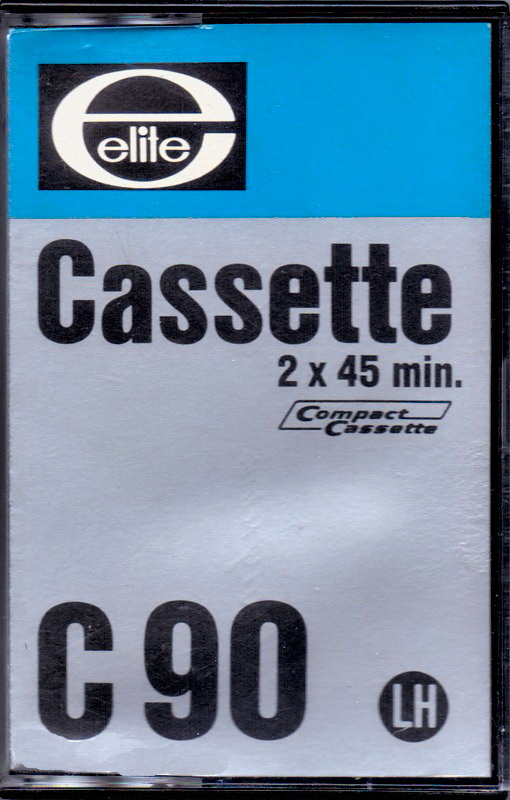 e
elite
Cassette
2 x 45 min.
Compact
Cassette
C 90
LH